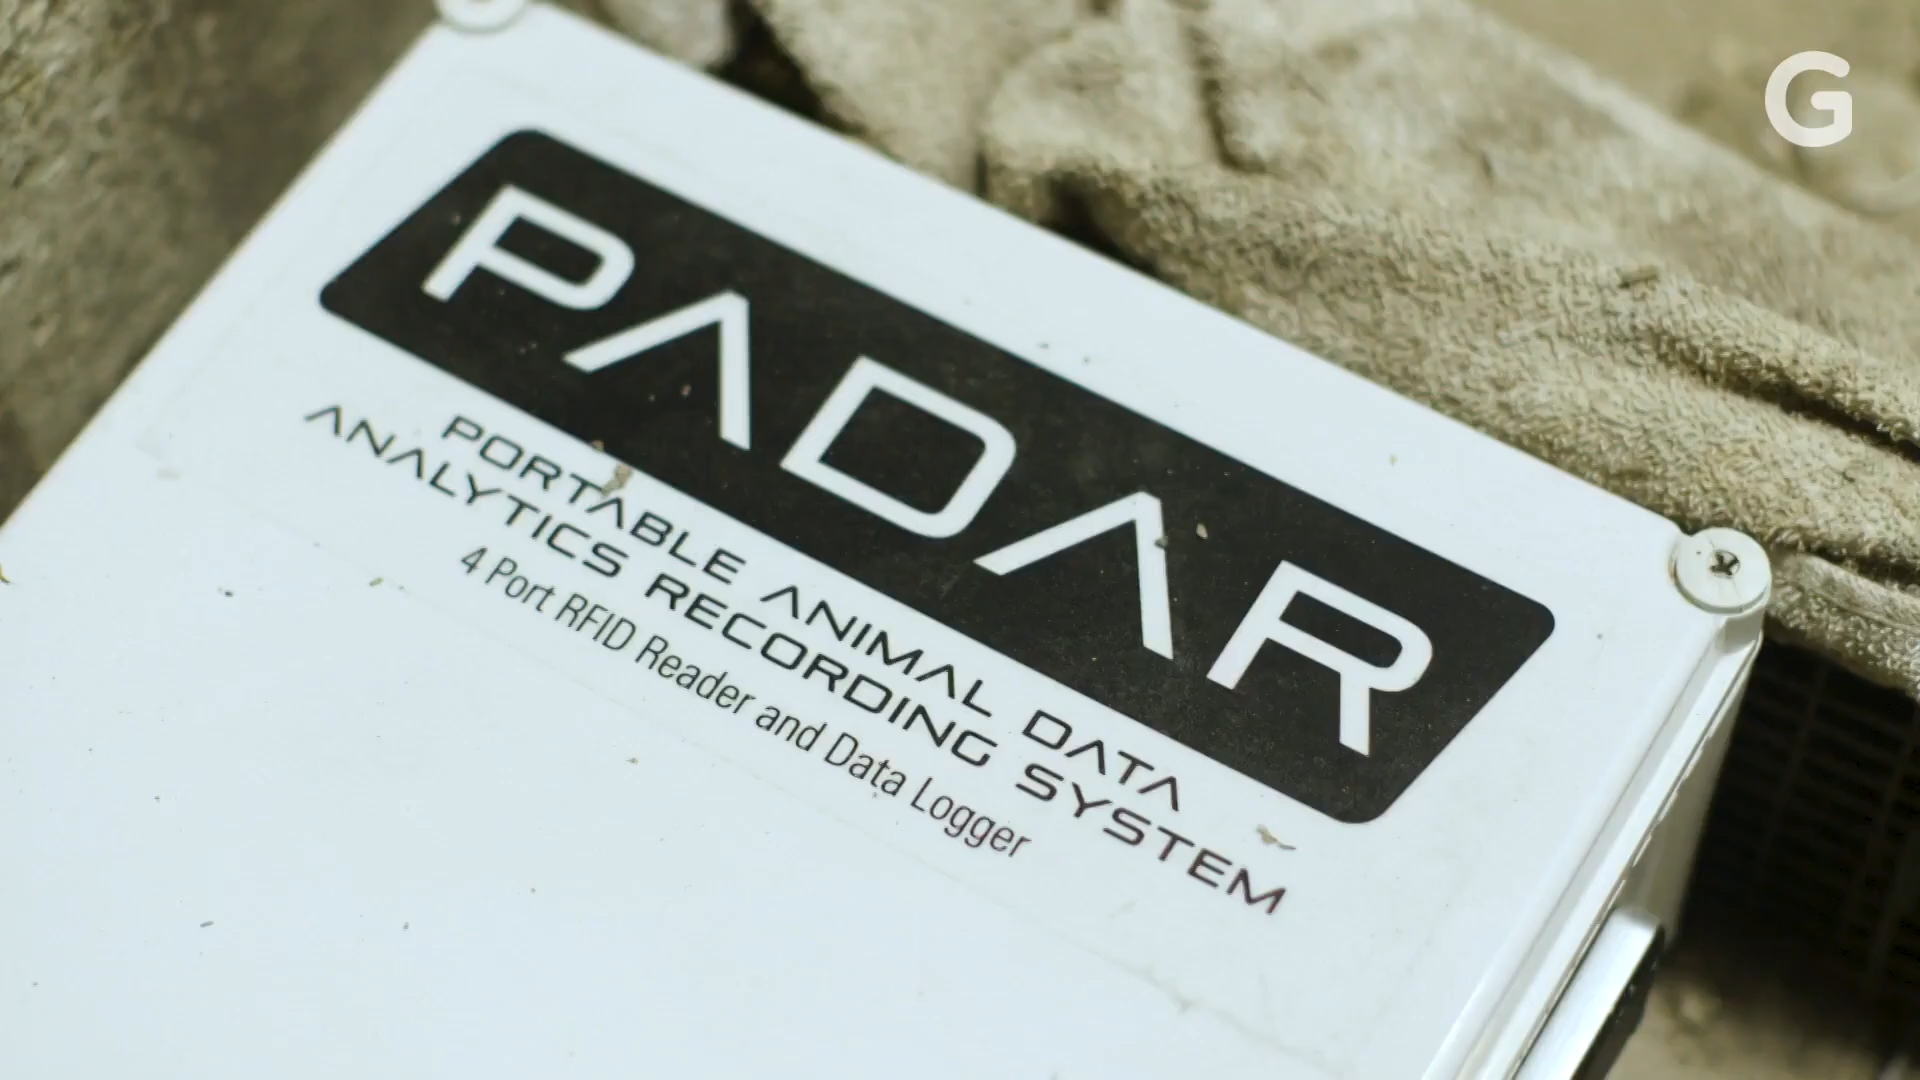 G
PADAR
PORTABLE ANIMAL DATA
ANALYTICS RECORDING SYSTEM
4 Port RFID Reader and Data Logger